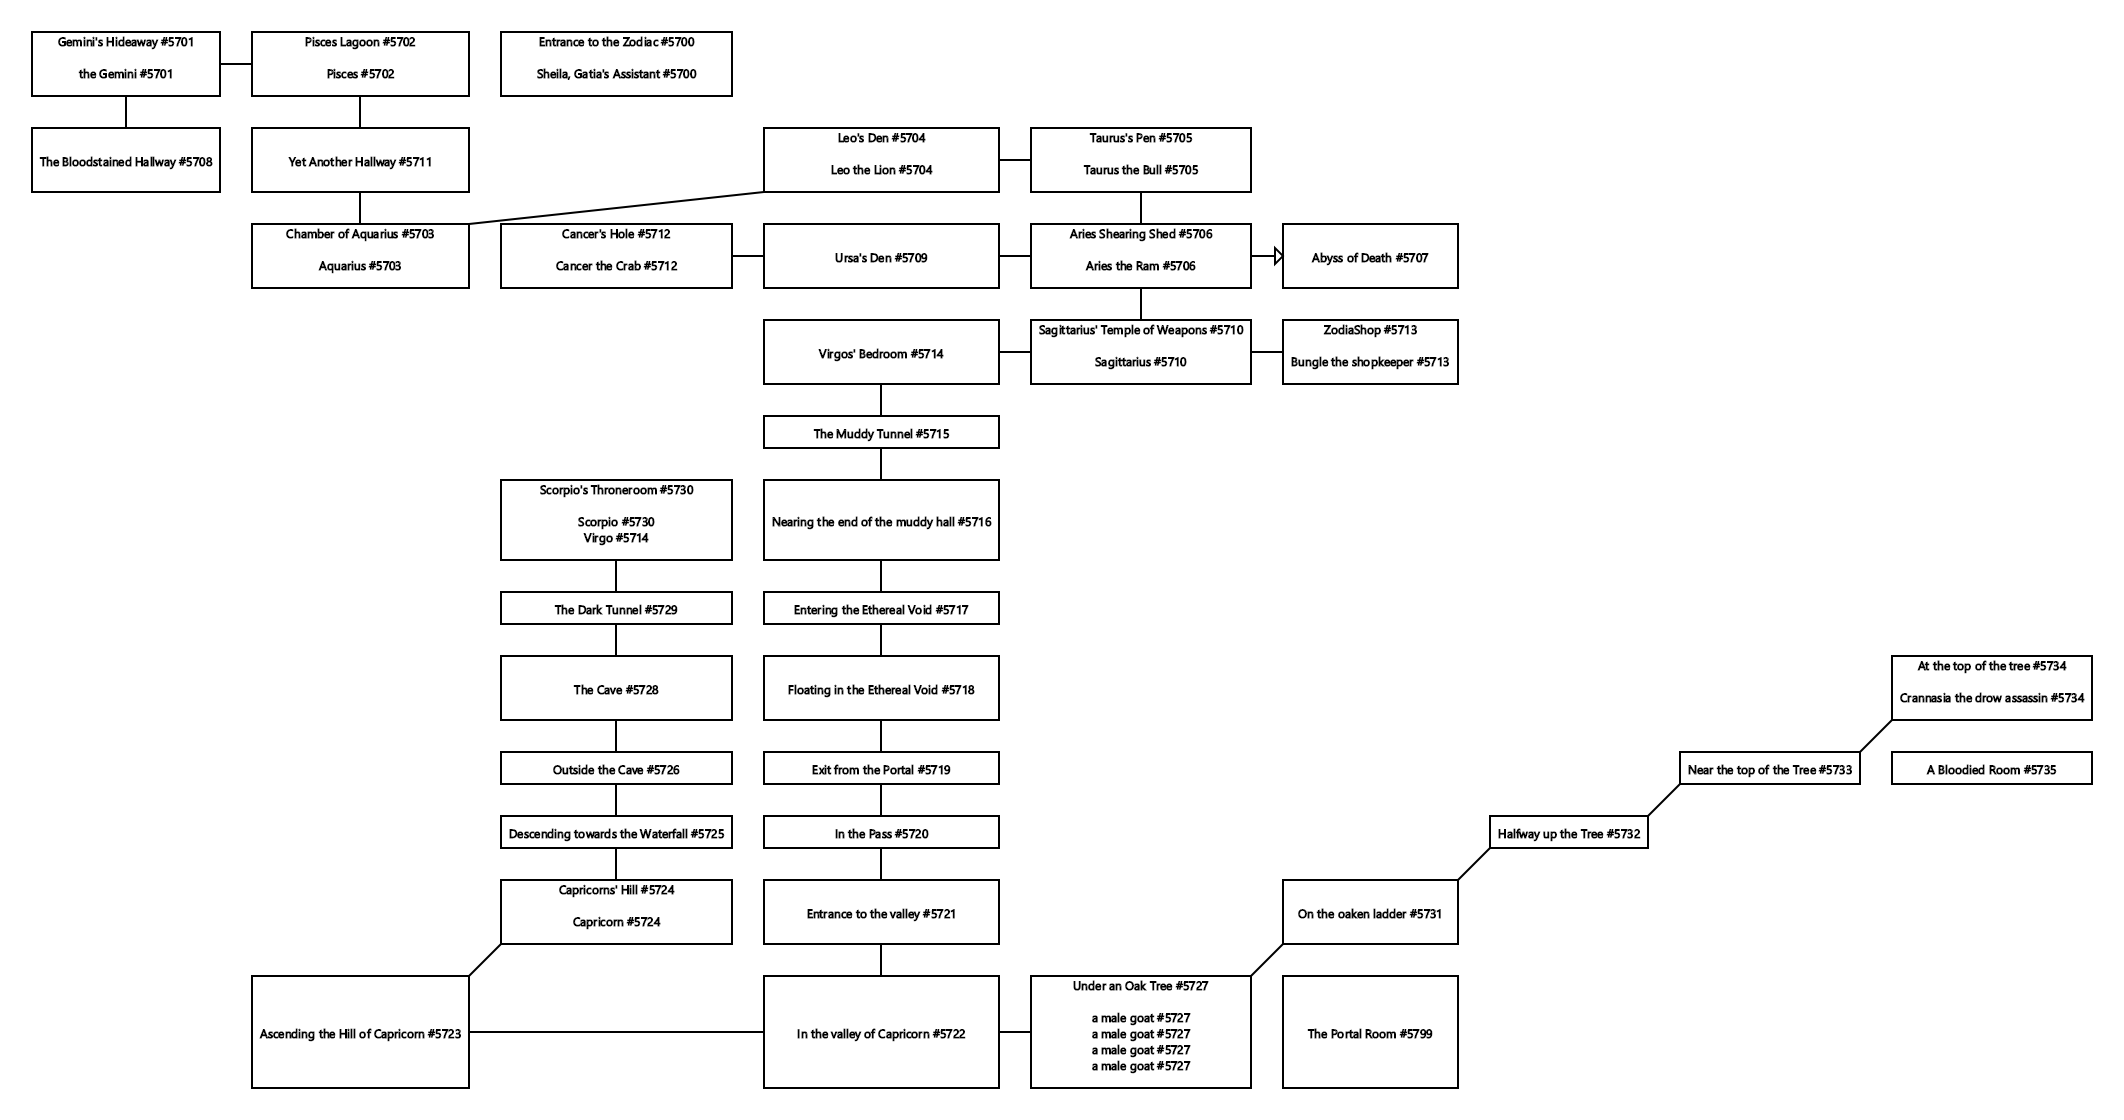 Gemini's Hideaway #5701
the Gemini #5701
Pisces Lagoon #5702
Pisces #5702
Entrance to the Zodiac #5700
Sheila, Gatia's Assistant #5700
The Bloodstained Hallway #5708
Yet Another Hallway #5711
Leo's Den #5704
Leo the Lion #5704
Taurus's Pen #5705
Taurus the Bull #5705
Chamber of Aquarius #5703
Aquarius #5703
Cancer's Hole #5712
Cancer the Crab #5712
Ursa's Den #5709
Aries Shearing Shed #5706
Aries the Ram #5706
Abyss of Death #5707
Virgos' Bedroom #5714
Sagittarius' Temple of Weapons #5710
Sagittarius #5710
ZodiaShop #5713
Bungle the shopkeeper #5713
The Muddy Tunnel #5715
Scorpio's Throneroom #5730
Scorpio #5730
Virgo #5714
Nearing the end of the muddy hall #5716
The Dark Tunnel #5729
Entering the Ethereal Void #5717
The Cave #5728
Floating in the Ethereal Void #5718
At the top of the tree #5734
Crannasia the drow assassin #5734
Outside the Cave #5726
Exit from the Portal #5719
Near the top of the Tree #5733
A Bloodied Room #5735
Descending towards the Waterfall #5725
In the Pass #5720
Halfway up the Tree #5732
Capricorns' Hill #5724
Capricorn #5724
Entrance to the valley #5721
On the oaken ladder #5731
Ascending the Hill of Capricorn #5723
In the valley of Capricorn #5722
Under an Oak Tree #5727
a male goat #5727
a male goat #5727
a male goat #5727
a male goat #5727
The Portal Room #5799